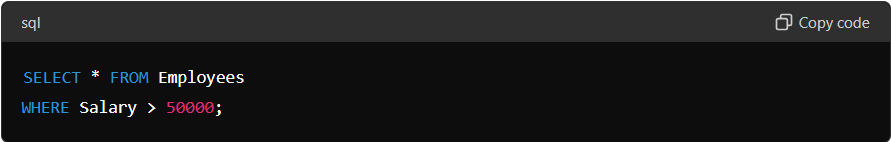 sql
Copy code
SELECT * FROM Employees
WHERE Salary > 50000;